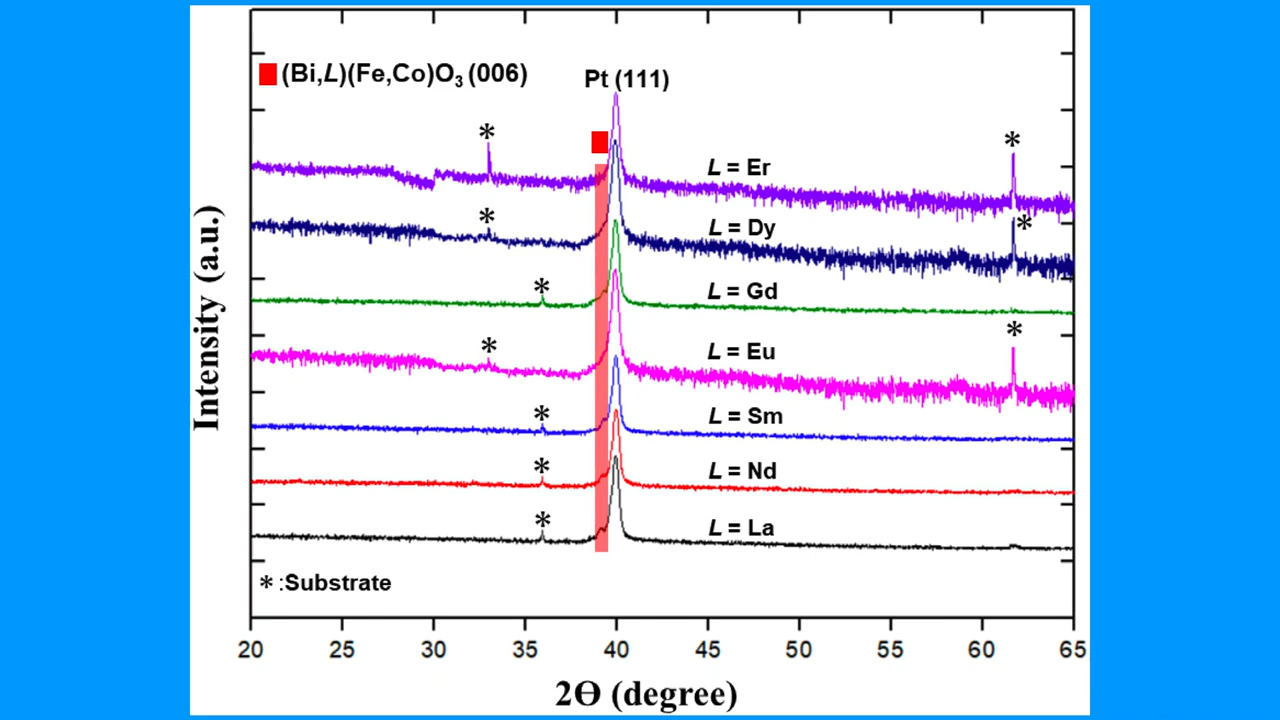 (Bi,L)(Fe,Co)O₃ (006)
Pt (111)
*
*
L = Er
*
*
L = Dy
*
L = Gd
*
*
L = Eu
*
L = Sm
*
L = Nd
*
L = La
* :Substrate
Intensity (a.u.)
20 25 30 35 40 45 50 55 60 65
2Θ (degree)